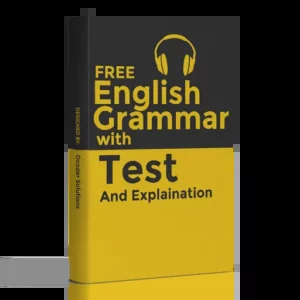 FREE
English
Grammar
with
Test
And Explaination
DESIGNED BY:
Ocoder Solutions